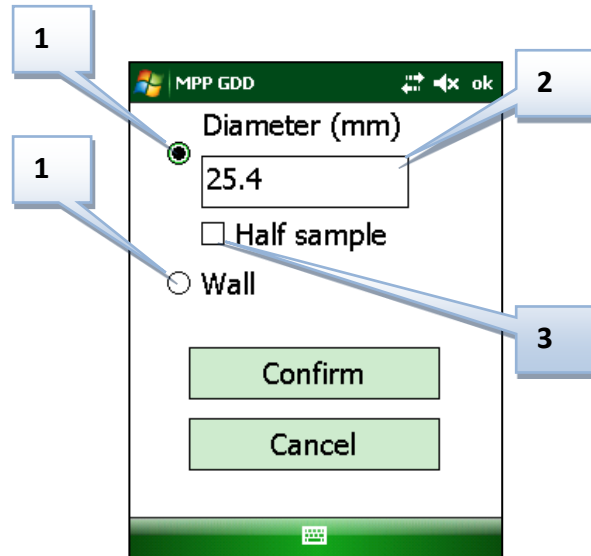 1
MPP GDD ok
2
Diameter (mm)
1
25.4
Half sample
Wall
3
Confirm
Cancel